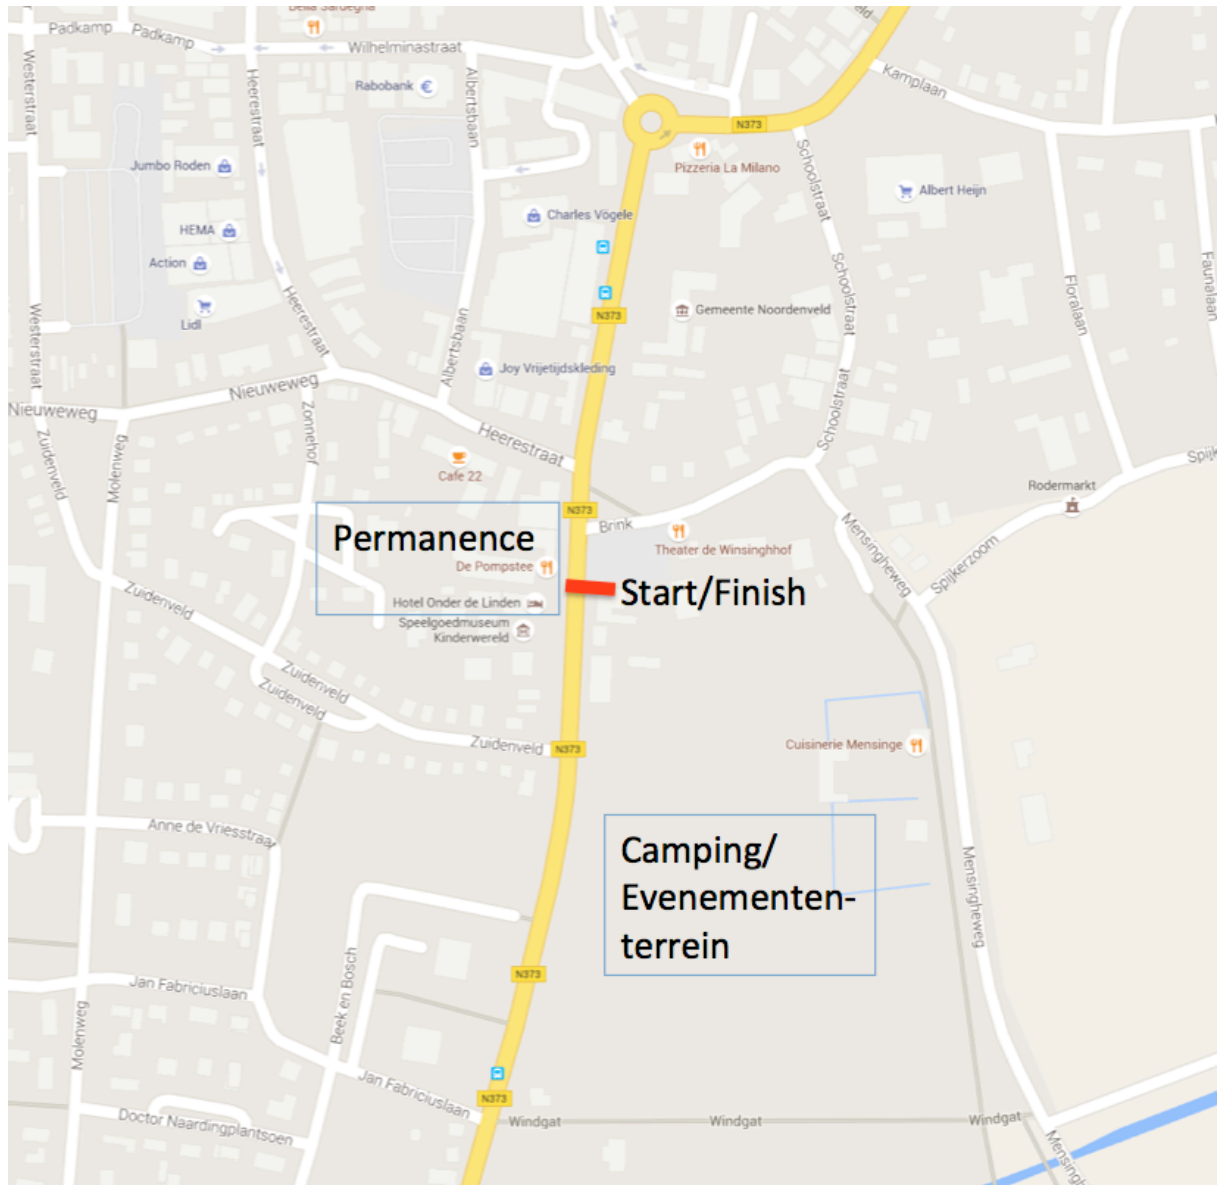 Della Sardegna
Padkamp
Padkamp
Wilhelminastraat
Westerstraat
Heerestraat
Rabobank
Albertsbaan
Kamplaan
N373
Pizzeria La Milano
Schoolstraat
Jumbo Roden
Albert Heijn
HEMA
Charles Vögele
Action
Schoolstraat
Floralaan
Faunalaan
Lidl
Heerestraat
N373
Gemeente Noordenveld
Westerstraat
Albertsbaan
Joy Vrijetijdskleding
Nieuweweg
Nieuweweg
Zonnehof
Schoolstraat
Heerestraat
Zuidenveld
Molenweg
Cafe 22
Rodermarkt
N373
Brink
Mensingheweg
Permanence
Theater de Winsinghhof
Spijkerzoom
De Pompstee
Start/Finish
Hotel Onder de Linden
Speelgoedmuseum
Kinderwereld
Zuidenveld
Zuidenveld
Zuidenveld
Zuidenveld
N373
Cuisinerie Mensinge
Anne de Vriesstraat
Camping/
Evenementen-
terrein
Mensingheweg
N373
Jan Fabriciuslaan
Beek en Bosch
Molenweg
Jan Fabriciuslaan
N373
Doctor Naardingplantsoen
Windgat
Windgat
Windgat